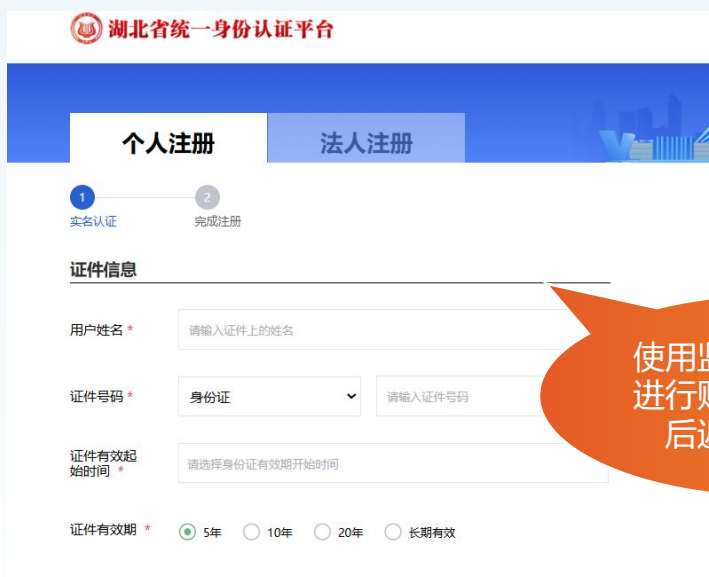 湖北省统一身份认证平台
个人注册
法人注册
1
2
实名认证
完成注册
证件信息
用户姓名 *
请输入证件上的姓名
证件号码 *
身份证
请输入证件号码
证件有效起
始时间 *
请选择身份证有效期开始时间
证件有效期 *
5年
10年
20年
长期有效
使用
进行
后